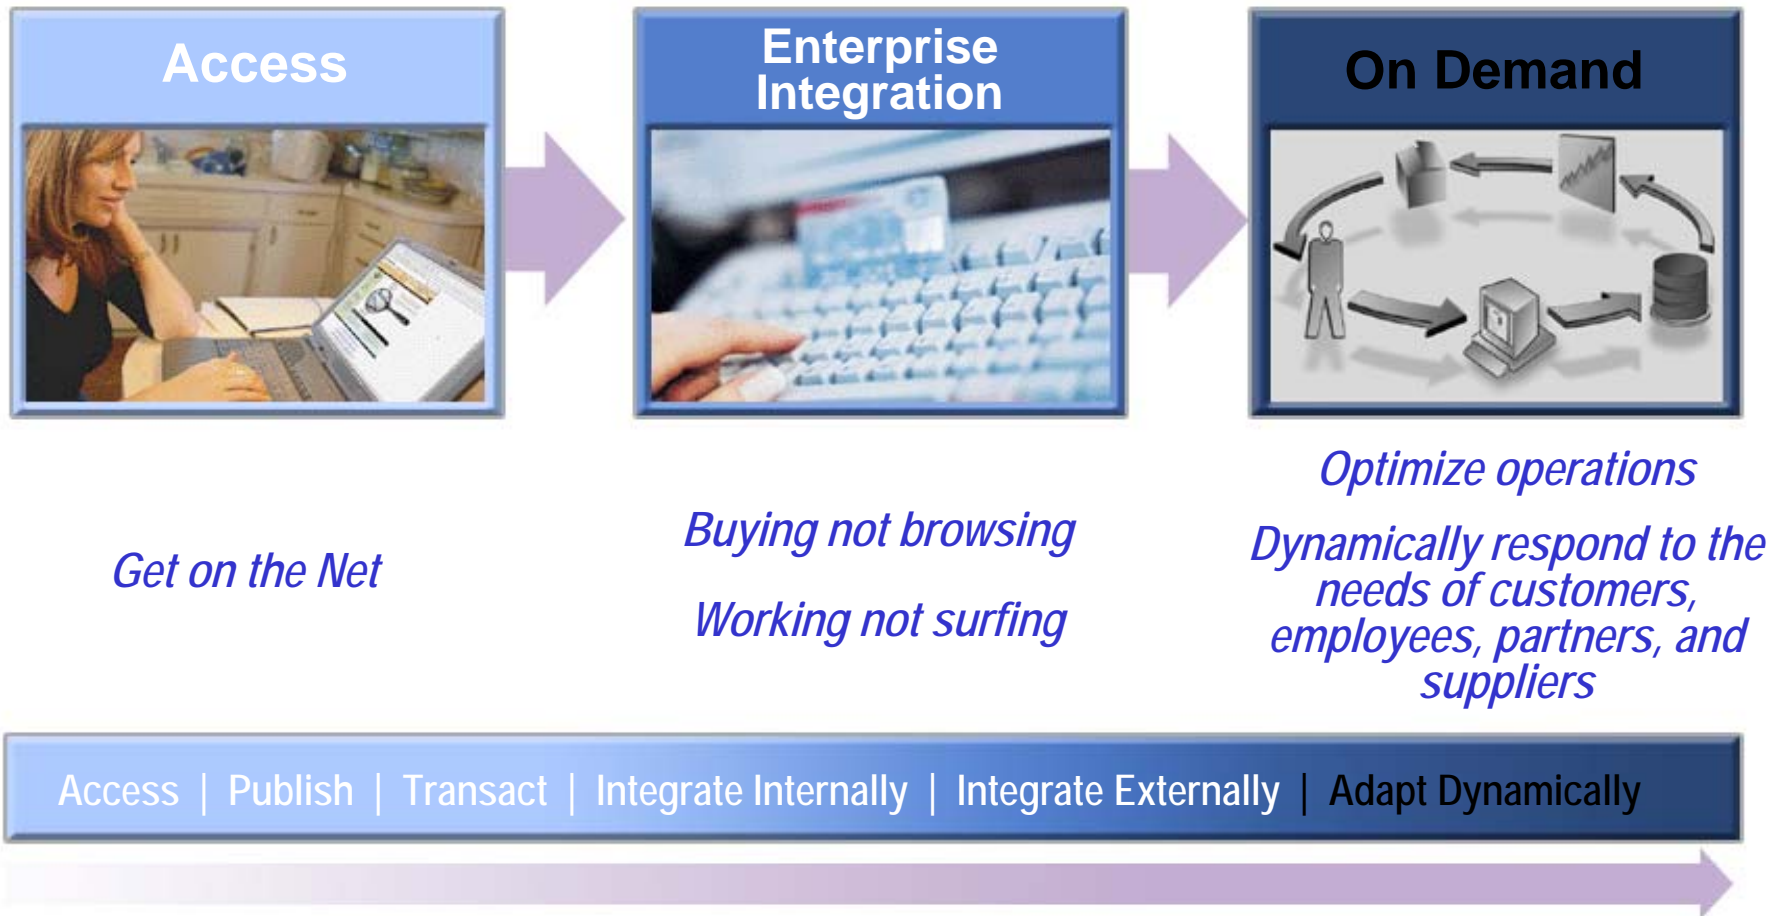 Access
Enterprise
Integration
On Demand
Get on the Net
Buying not browsing
Working not surfing
Optimize operations
Dynamically respond to the
needs of customers,
employees, partners, and
suppliers
Access | Publish | Transact | Integrate Internally | Integrate Externally | Adapt Dynamically